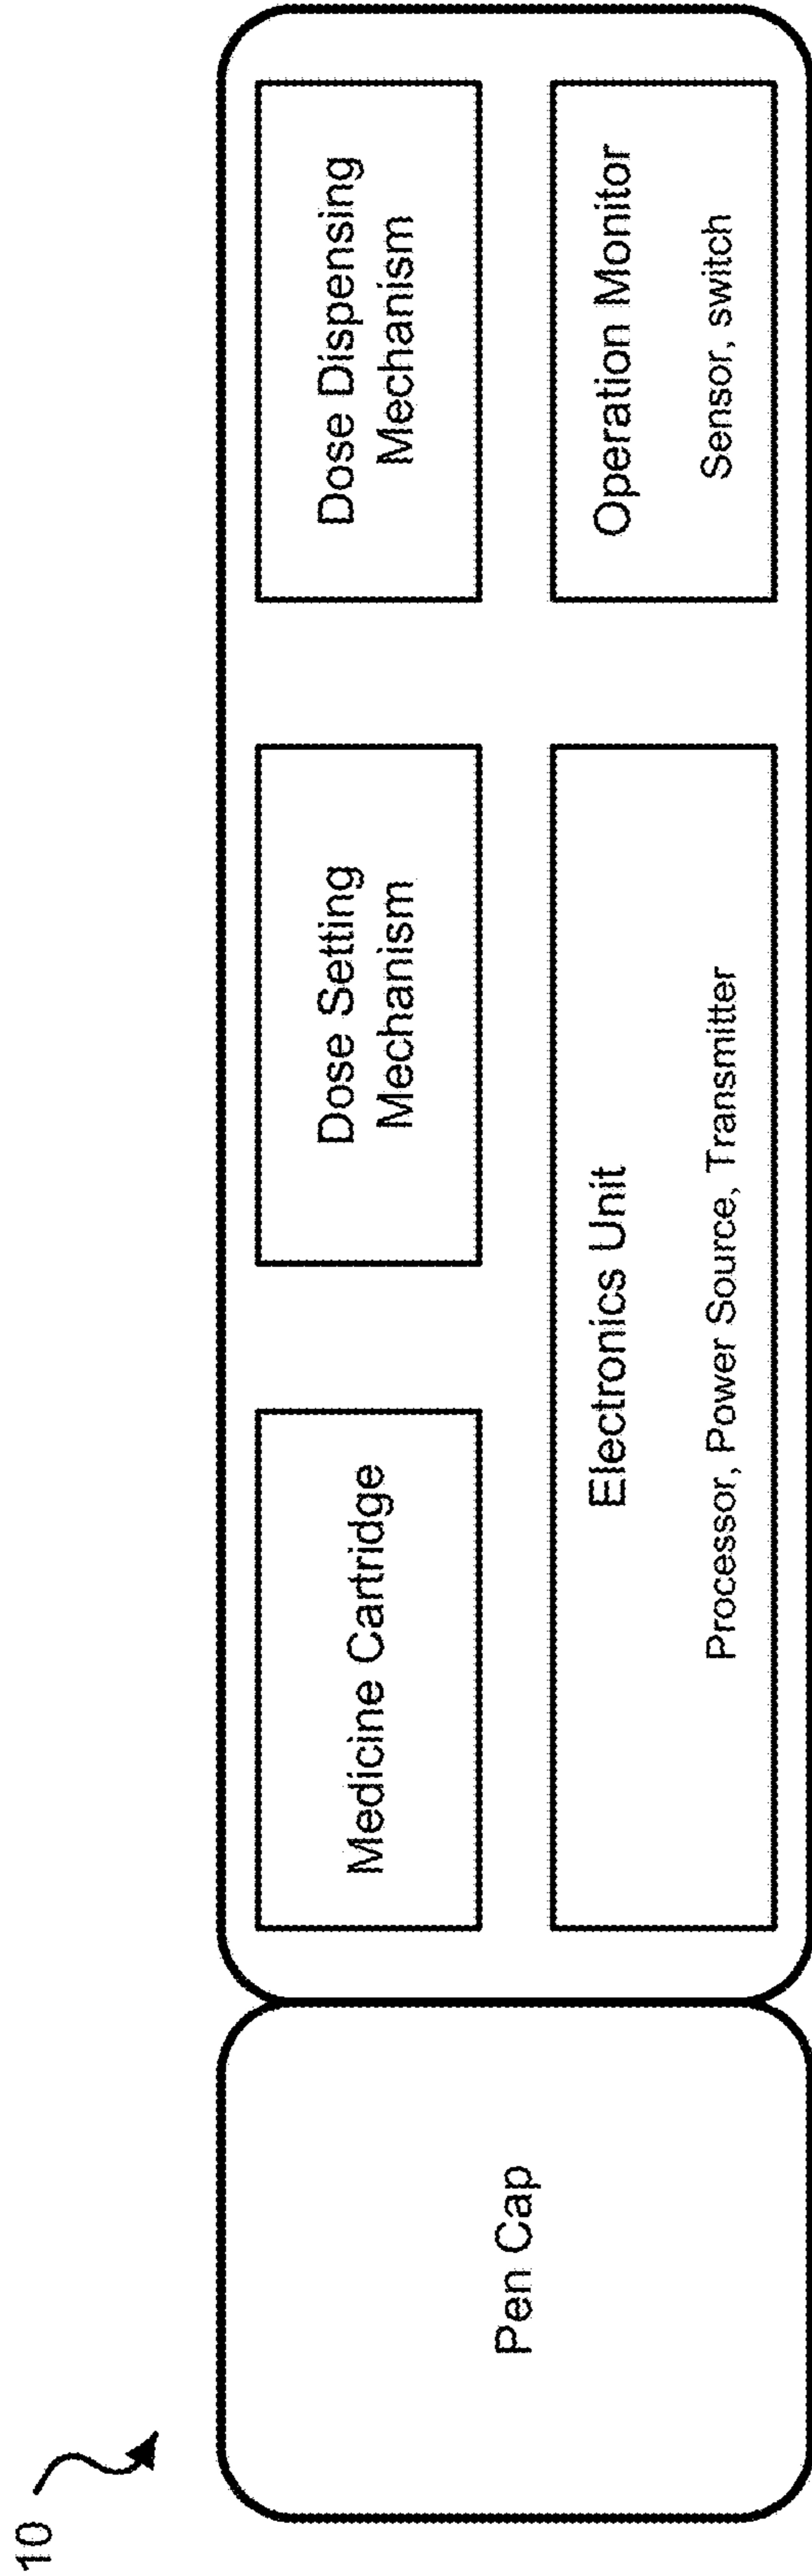 10
Pen Cap
Medicine Cartridge
Dose Setting
Mechanism
Dose Dispensing
Mechanism
Electronics Unit
Processor, Power Source, Transmitter
Operation Monitor
Sensor, switch